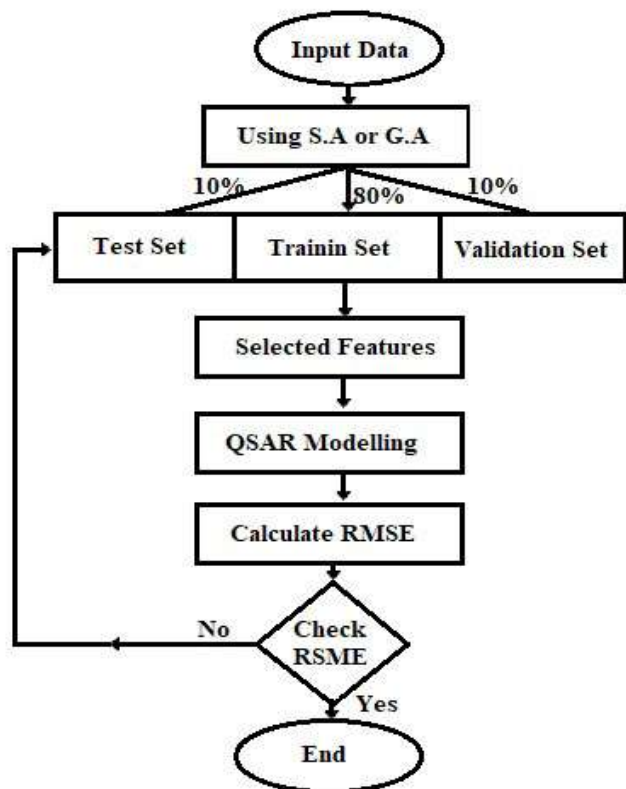 Input Data
Using S.A or G.A
10%
80%
10%
Test Set
Trainin Set
Validation Set
Selected Features
QSAR Modelling
Calculate RMSE
No
Check
RSME
Yes
End